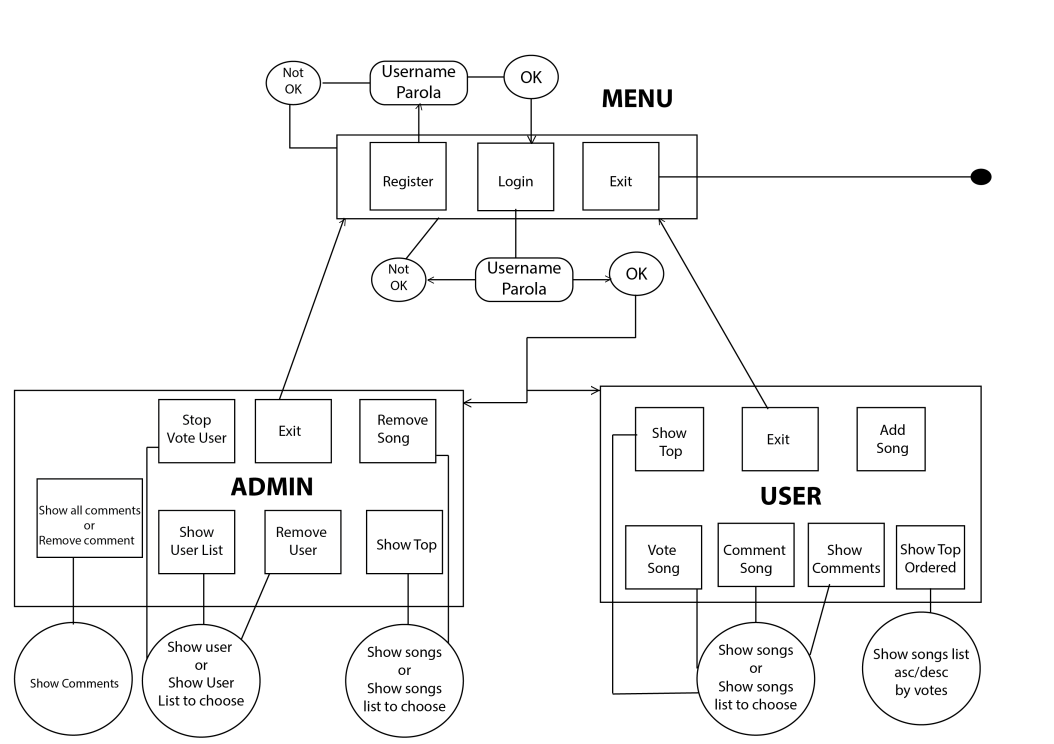 Not
OK
Username
Parola
OK
MENU
Register
Login
Exit
Not
OK
Username
Parola
OK
Stop
Vote User
Exit
Remove
Song
ADMIN
Show all comments
or
Remove comment
Show
User List
Remove
User
Show Top
Show Comments
Show user
or
Show User
List to choose
Show songs
or
Show songs
list to choose
Show
Top
Exit
Add
Song
USER
Vote
Song
Comment
Song
Show
Comments
Show Top
Ordered
Show songs
or
Show songs
list to choose
Show songs list
asc/desc
by votes